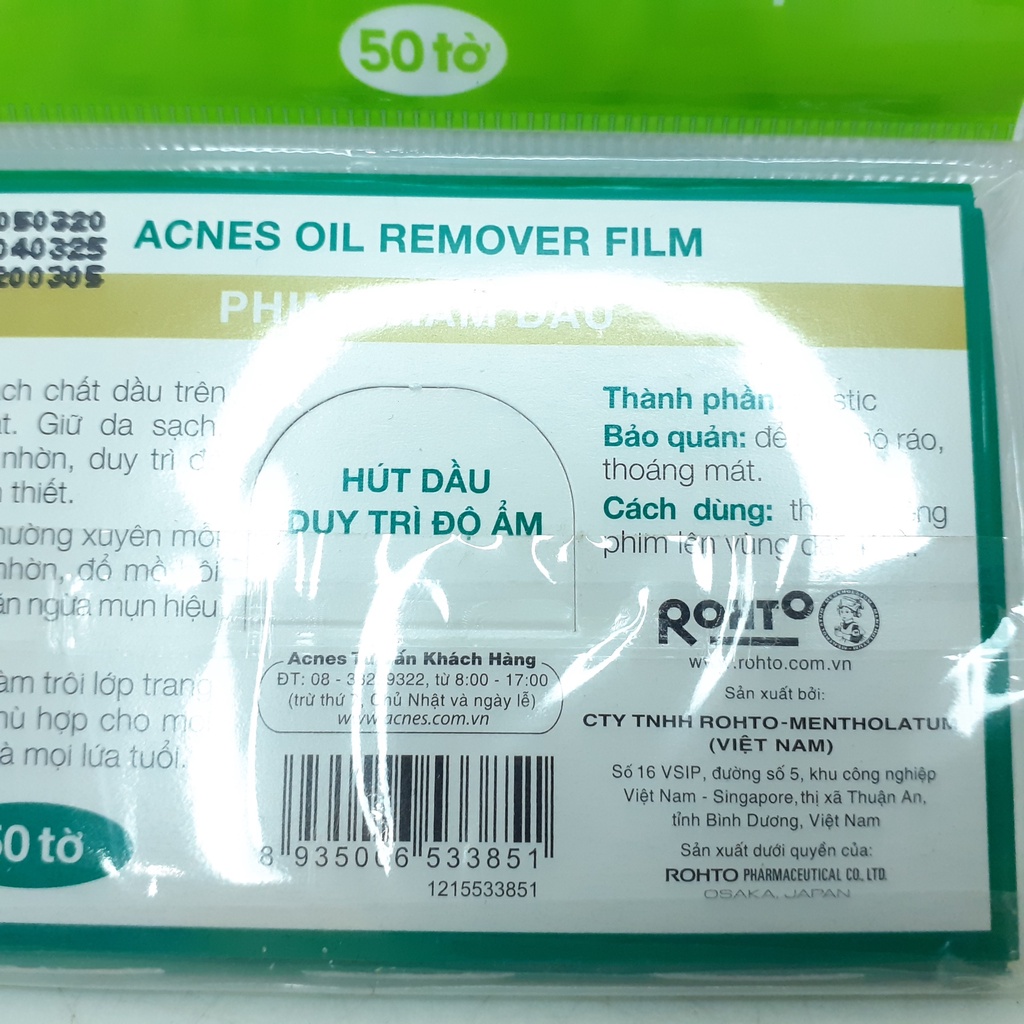 50 tờ
050320
040325
200305
ACNES OIL REMOVER FILM
DẦU
chất dầu trên
Giữ da sạch
nhờn, duy trì
thiết.
xuyên
nhờn, đổ mồ
ngừa mụn hiệu
trôi lớp trang
hợp cho
mọi lứa tuổi.
50 tờ
HÚT DẦU
DUY TRÌ ĐỘ ẨM
Acnes Khách Hàng
ĐT: 08 - từ 8:00 - 17:00
(trừ thứ Chủ Nhật và ngày lễ)
www.acnes.com.vn
8 935006 533851
1215533851
Thành phần
Bảo quản: ráo,
thoáng mát.
Cách dùng:
phim lên vùng
ROHTO
www.rohto.com.vn
Sản xuất bởi:
CTY TNHH ROHTO-MENTHOLATUM
(VIỆT NAM)
Số 16 VSIP, đường số 5, khu công nghiệp
Việt Nam - Singapore, thị xã Thuận An,
tỉnh Bình Dương, Việt Nam
Sản xuất dưới quyền của:
ROHTO PHARMACEUTICAL CO., LTD.
OSAKA, JAPAN